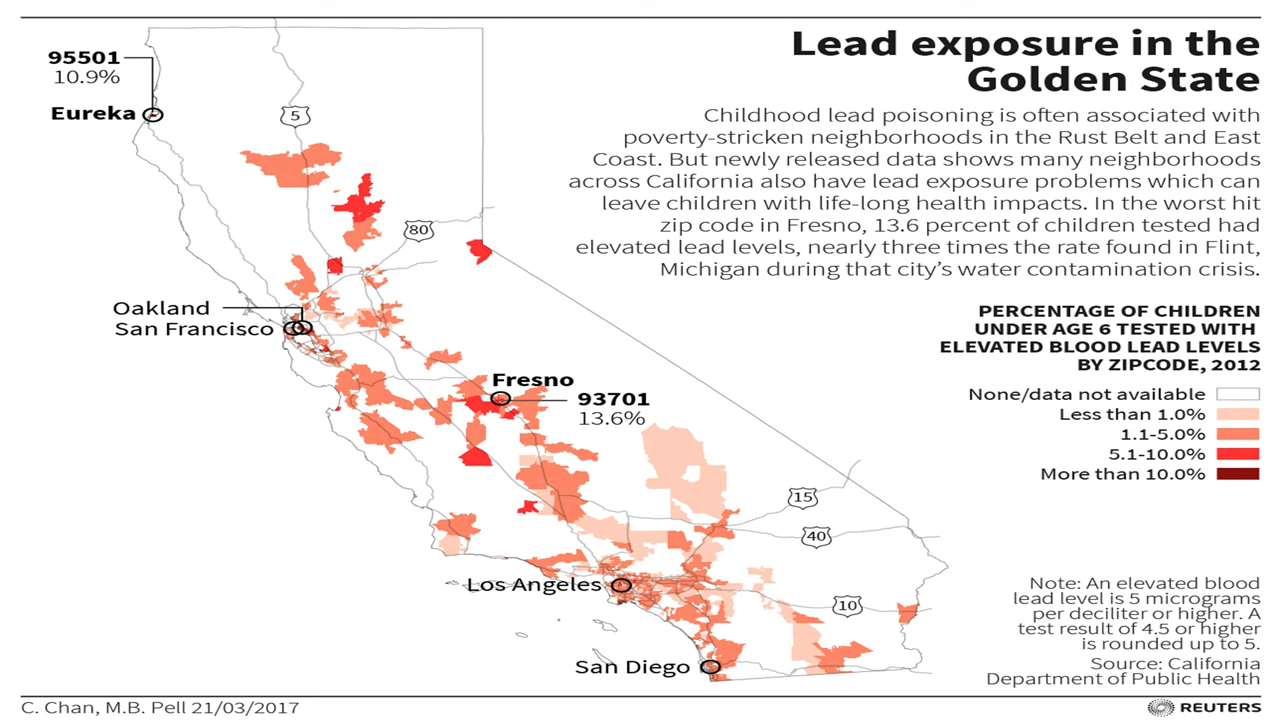 Lead exposure in the
Golden State
Childhood lead poisoning is often associated with
poverty-stricken neighborhoods in the Rust Belt and East
Coast. But newly released data shows many neighborhoods
across California also have lead exposure problems which can
leave children with life-long health impacts. In the worst hit
zip code in Fresno, 13.6 percent of children tested had
elevated lead levels, nearly three times the rate found in Flint,
Michigan during that city’s water contamination crisis.
95501
10.9%
Eureka
5
80
Oakland
San Francisco
Fresno
93701
13.6%
15
40
Los Angeles
10
San Diego
PERCENTAGE OF CHILDREN
UNDER AGE 6 TESTED WITH
ELEVATED BLOOD LEAD LEVELS
BY ZIPCODE, 2012
None/data not available
Less than 1.0%
1.1-5.0%
5.1-10.0%
More than 10.0%
Note: An elevated blood
lead level is 5 micrograms
per deciliter or higher. A
test result of 4.5 or higher
is rounded up to 5.
Source: California
Department of Public Health
C. Chan, M.B. Pell 21/03/2017
REUTERS